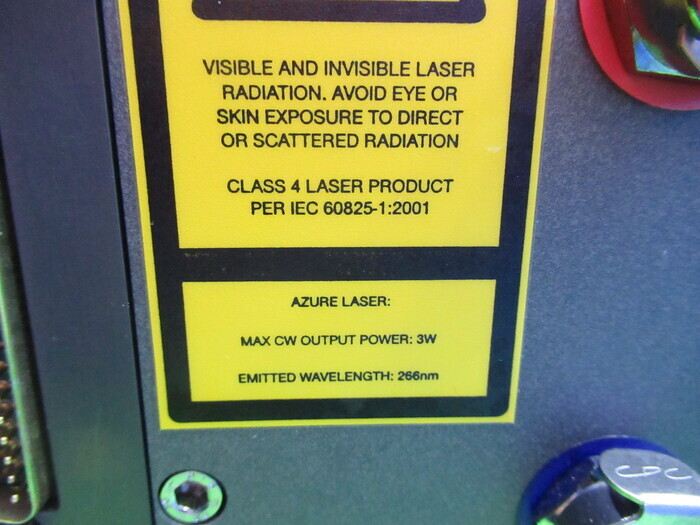 VISIBLE AND INVISIBLE LASER
RADIATION. AVOID EYE OR
SKIN EXPOSURE TO DIRECT
OR SCATTERED RADIATION
CLASS 4 LASER PRODUCT
PER IEC 60825-1:2001
AZURE LASER:
MAX CW OUTPUT POWER: 3W
EMITTED WAVELENGTH: 266nm